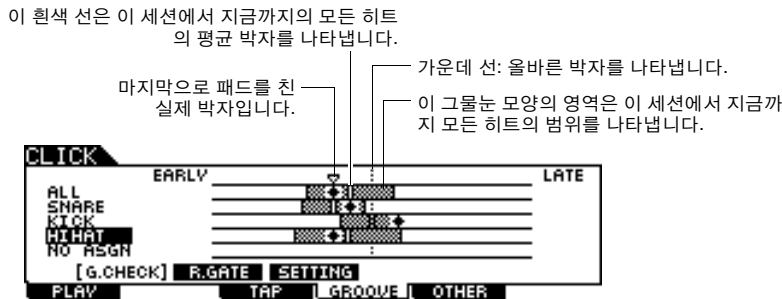 이 흰색 선은 이 세션에서 지금까지의 모든 히트
의 평균 박자를 나타냅니다.
가운데 선: 올바른 박자를 나타냅니다.
마지막으로 패드를 친
실제 박자입니다.
이 그물눈 모양의 영역은 이 세션에서 지금까
지 모든 히트의 범위를 나타냅니다.
CLICK
EARLY LATE
ALL
SNARE
KICK
HIHAT
NO ASGN
[G.CHECK] R.GATE SETTING
PLAY TAP GROOVE OTHER